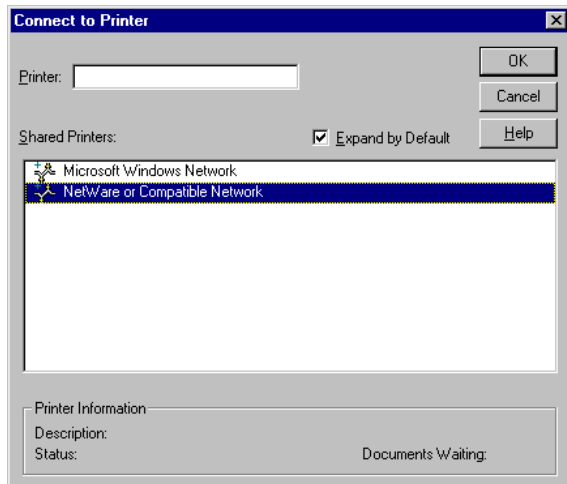 Connect to Printer
OK
Printer:
Cancel
Shared Printers:
Expand by Default
Help
Microsoft Windows Network
NetWare or Compatible Network
Printer Information
Description:
Status:
Documents Waiting: